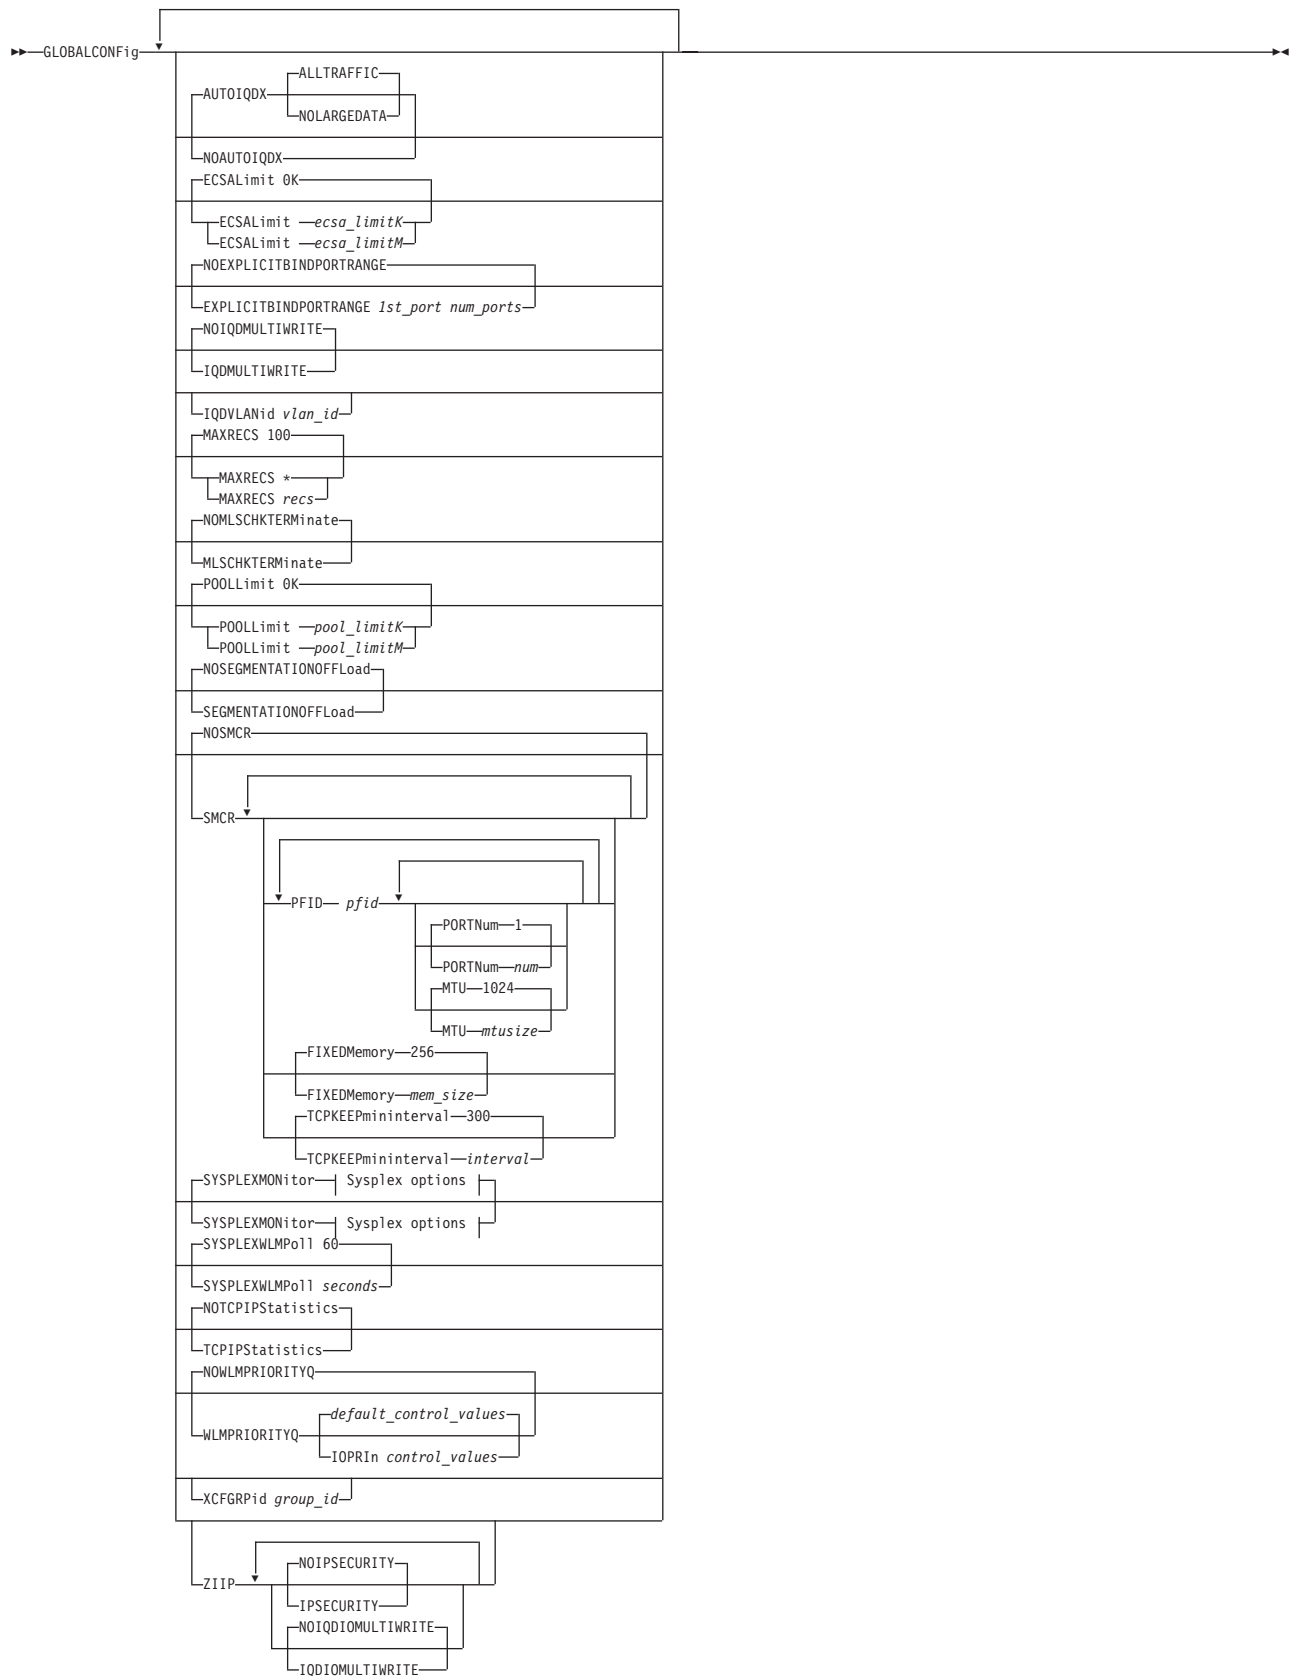 GLOBALCONFig
ALLTRAFFIC
AUTOIQDX
NOLARGEDATA
NOAUTOIQDX
ECSALimit 0K
ECSALimit ecsa_limitK
ECSALimit ecsa_limitM
NOEXPLICITBINDPORTRANGE
EXPLICITBINDPORTRANGE 1st_port num_ports
NOIQDMULTIWRITE
IQDMULTIWRITE
IQDVLANid vlan_id
MAXRECS 100
MAXRECS *
MAXRECS recs
NOMLSCHKTERMinate
MLSCHKTERMinate
POOLLimit 0K
POOLLimit pool_limitK
POOLLimit pool_limitM
NOSEGMENTATIONOFFLoad
SEGMENTATIONOFFLoad
NOSMCR
SMCR
PFID pfid
PORTNum 1
PORTNum num
MTU 1024
MTU mtusize
FIXEDMemory 256
FIXEDMemory mem_size
TCPKEEPmininterval 300
TCPKEEPmininterval interval
SYSPLEXMONitor Sysplex options
SYSPLEXMONitor Sysplex options
SYSPLEXWLMPoll 60
SYSPLEXWLMPoll seconds
NOTCPIPStatistics
TCPIPStatistics
NOWLMPRIORITYQ
default_control_values
WLMPRIORITYQ
IOPRIn control_values
XCFGRPid group_id
NOIPSECURITY
ZIIP
IPSECURITY
NOIQDIOMULTIWRITE
IQDIOMULTIWRITE